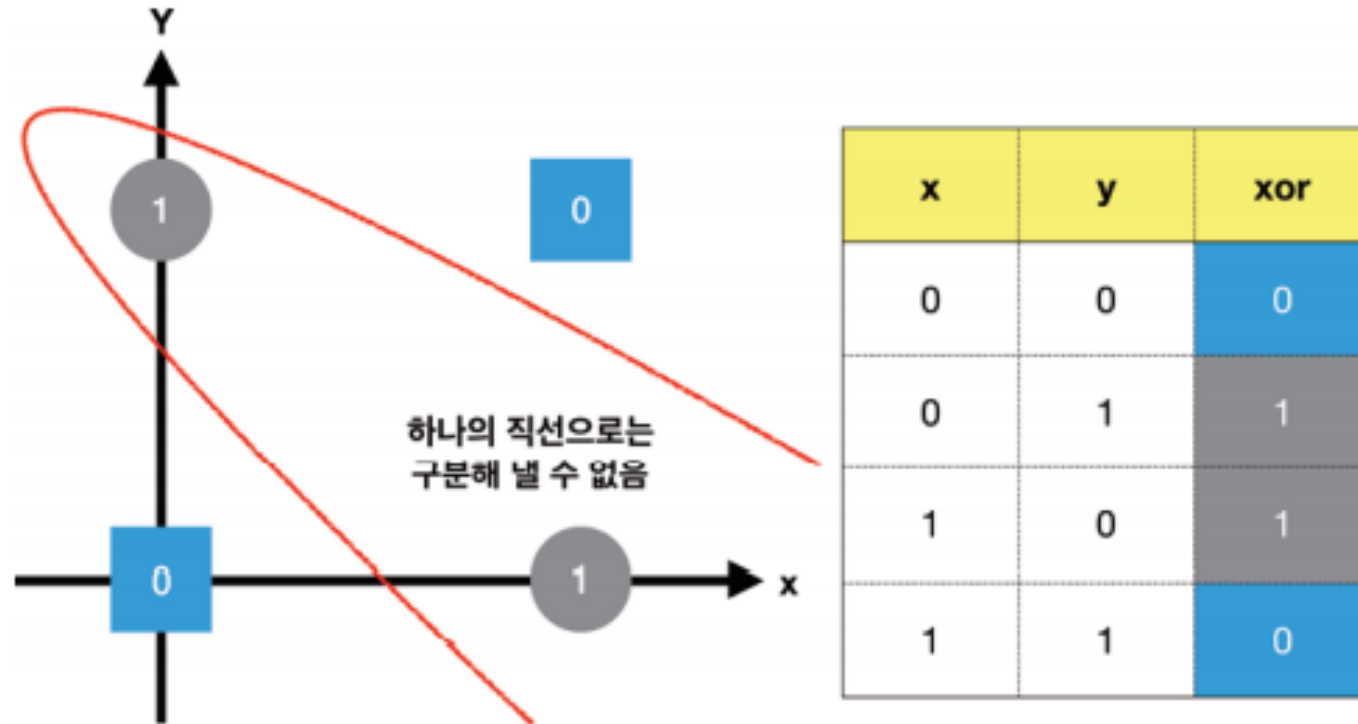 Y
1
0
하나의 직선으로는
구분해 낼 수 없음
0
1
x
x y xor
0 0 0
0 1 1
1 0 1
1 1 0